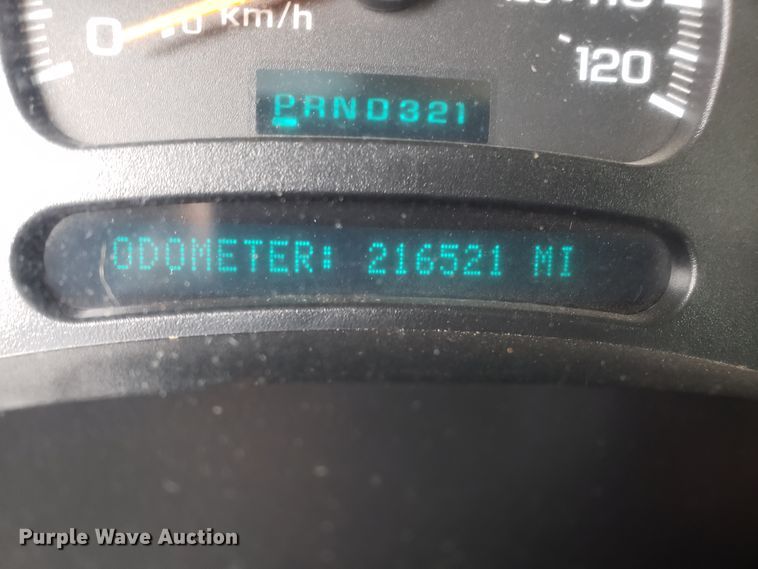 0 km/h
120
PRND321
ODOMETER: 216521 MI
Purple Wave Auction